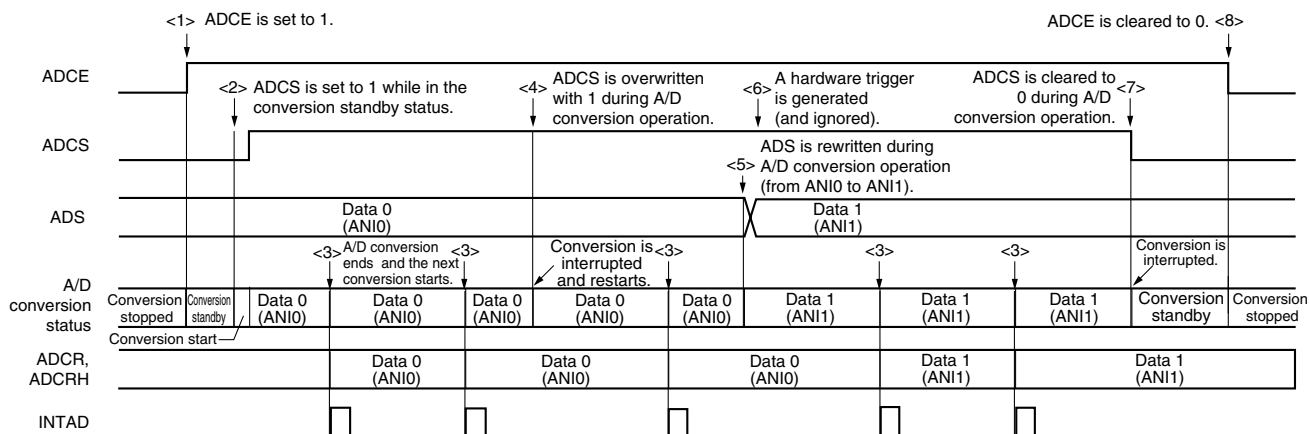 <1> ADCE is set to 1.
ADCE is cleared to 0. <8>
ADCE
<2> ADCS is set to 1 while in the
conversion standby status.
<4> ADCS is overwritten
with 1 during A/D
conversion operation.
<6> A hardware trigger
is generated
(and ignored).
ADCS is cleared to <7>
0 during A/D
conversion operation.
ADCS
<5> ADS is rewritten during
A/D conversion operation
(from ANI0 to ANI1).
ADS
Data 0
(ANI0)
Data 1
(ANI1)
<3> A/D conversion
ends and the next
conversion starts.
<3>
Conversion is
interrupted
and restarts.
<3>
<3>
<3>
Conversion is
interrupted.
A/D
conversion
status
Conversion
stopped
Conversion
standby
Conversion start
Data 0
(ANI0)
Data 0
(ANI0)
Data 0
(ANI0)
Data 0
(ANI0)
Data 0
(ANI0)
Data 1
(ANI1)
Data 1
(ANI1)
Data 1
(ANI1)
Conversion
standby
Conversion
stopped
ADCR,
ADCRH
Data 0
(ANI0)
Data 0
(ANI0)
Data 0
(ANI0)
Data 1
(ANI1)
Data 1
(ANI1)
INTAD